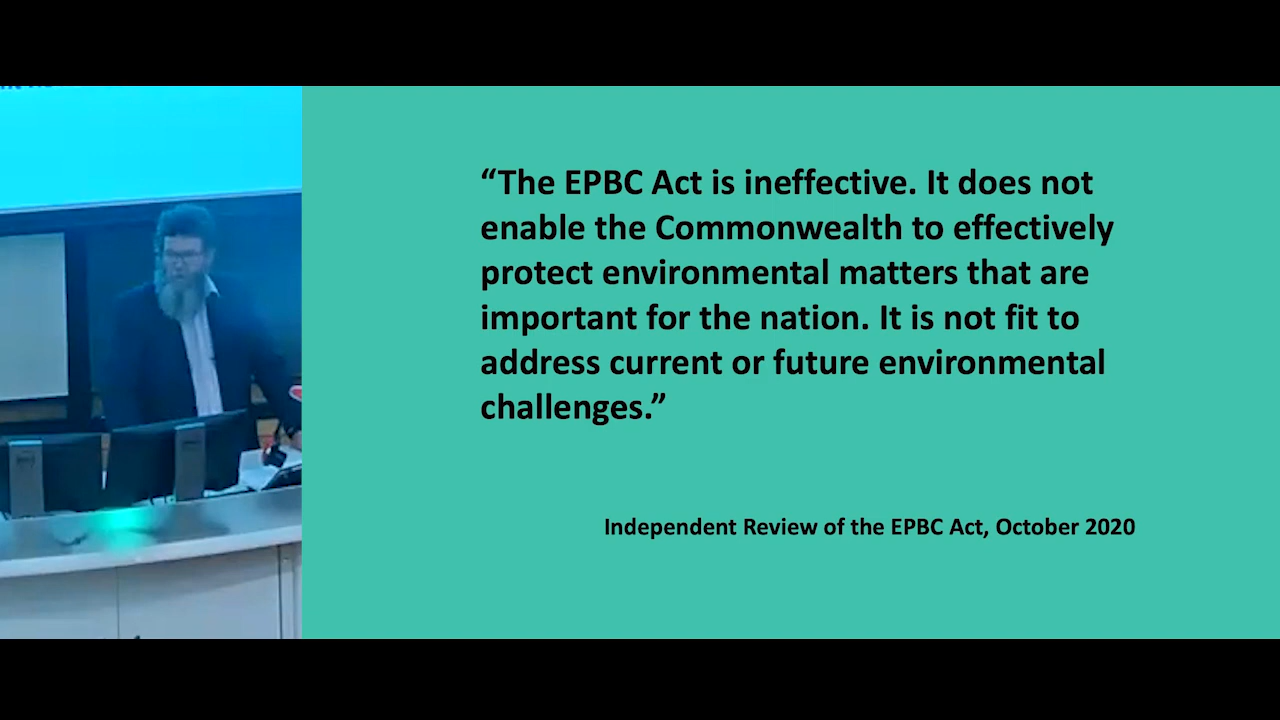 “The EPBC Act is ineffective. It does not
enable the Commonwealth to effectively
protect environmental matters that are
important for the nation. It is not fit to
address current or future environmental
challenges.”
Independent Review of the EPBC Act, October 2020